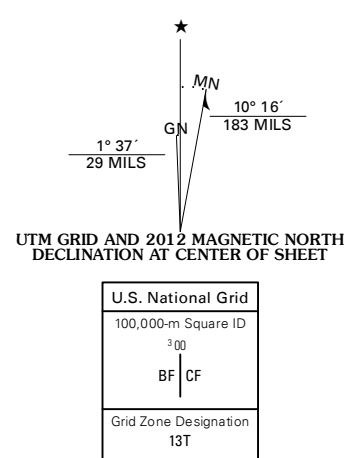 ★
MN
GN
10° 16´
183 MILS
1° 37´
29 MILS
UTM GRID AND 2012 MAGNETIC NORTH
DECLINATION AT CENTER OF SHEET
U.S. National Grid
100,000-m Square ID
³00
BF CF
Grid Zone Designation
13T